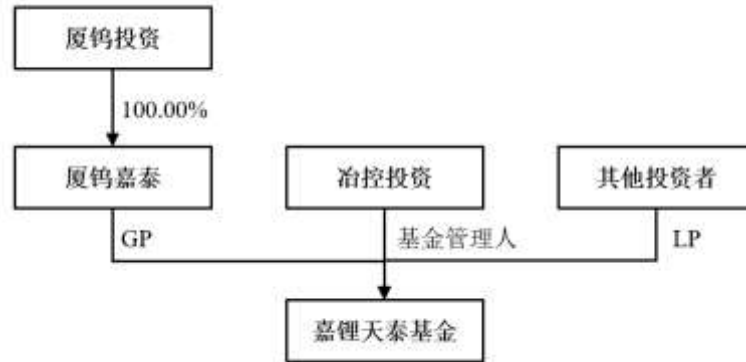 厦钨投资
100.00%
厦钨嘉泰
冶控投资
其他投资者
GP
基金管理人
LP
嘉锂天泰基金